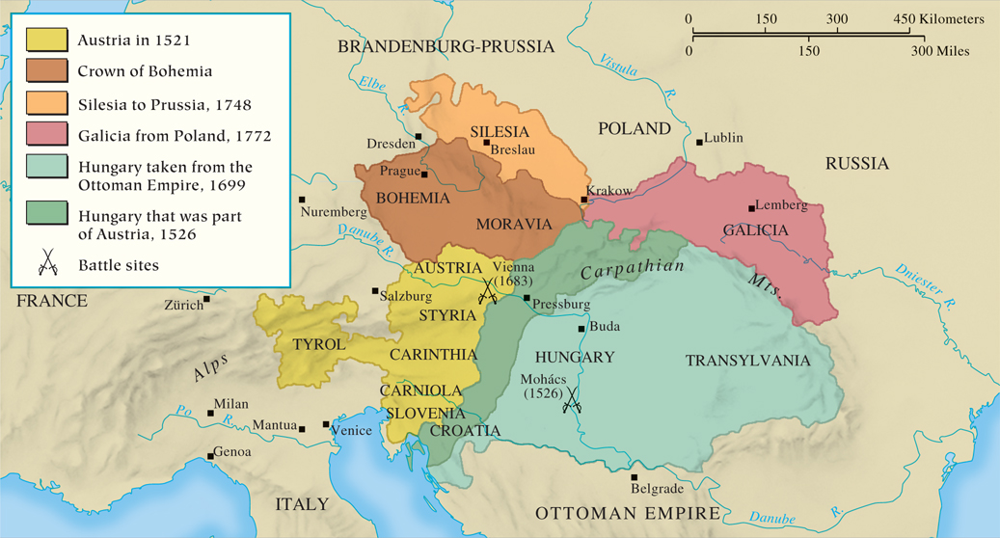 Austria in 1521
Crown of Bohemia
Silesia to Prussia, 1748
Galicia from Poland, 1772
Hungary taken from the
Ottoman Empire, 1699
Hungary that was part
of Austria, 1526
Battle sites
0 150 300 450 Kilometers
0 150 300 Miles
BRANDENBURG-PRUSSIA
Vistula R.
Elbe R.
POLAND
SILESIA
Dresden
Breslau
Lublin
RUSSIA
Prague
BOHEMIA
Krakow
Nuremberg
Lemberg
MORAVIA
GALICIA
Danube R.
AUSTRIA
Vienna
(1683)
Carpathian Mts.
Dniester R.
FRANCE
Zürich
Salzburg
Pressburg
STYRIA
Buda
TYROL
CARINTHIA
HUNGARY
TRANSYLVANIA
Alps
Mohács
(1526)
CARNIOLA
Milan
SLOVENIA
Po R.
Mantua
Venice
CROATIA
Genoa
Belgrade
ITALY
OTTOMAN EMPIRE
Danube R.